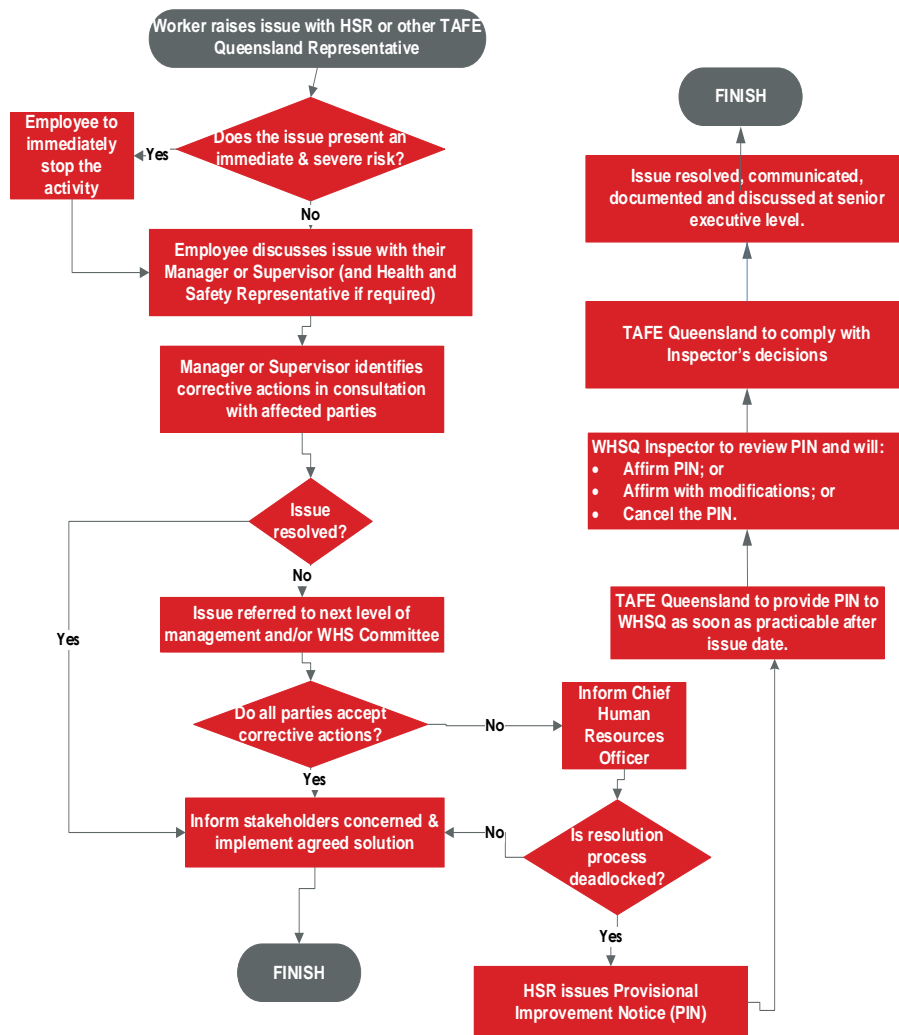 Worker raises issue with HSR or other TAFE
Queensland Representative
Does the issue present an
immediate & severe risk?
Yes
Employee to
immediately
stop the
activity
No
Employee discusses issue with their
Manager or Supervisor (and Health and
Safety Representative if required)
Manager or Supervisor identifies
corrective actions in consultation
with affected parties
Issue
resolved?
Yes
No
Issue referred to next level of
management and/or WHS Committee
Do all parties accept
corrective actions?
No
Inform Chief
Human
Resources
Officer
Yes
Inform stakeholders concerned &
implement agreed solution
No
Is resolution
process
deadlocked?
FINISH
Yes
HSR issues Provisional
Improvement Notice (PIN)
TAFE Queensland to provide PIN to
WHSQ as soon as practicable after
issue date.
WHSQ Inspector to review PIN and will:
• Affirm PIN; or
• Affirm with modifications; or
• Cancel the PIN.
TAFE Queensland to comply with
Inspector’s decisions
Issue resolved, communicated,
documented and discussed at senior
executive level.
FINISH